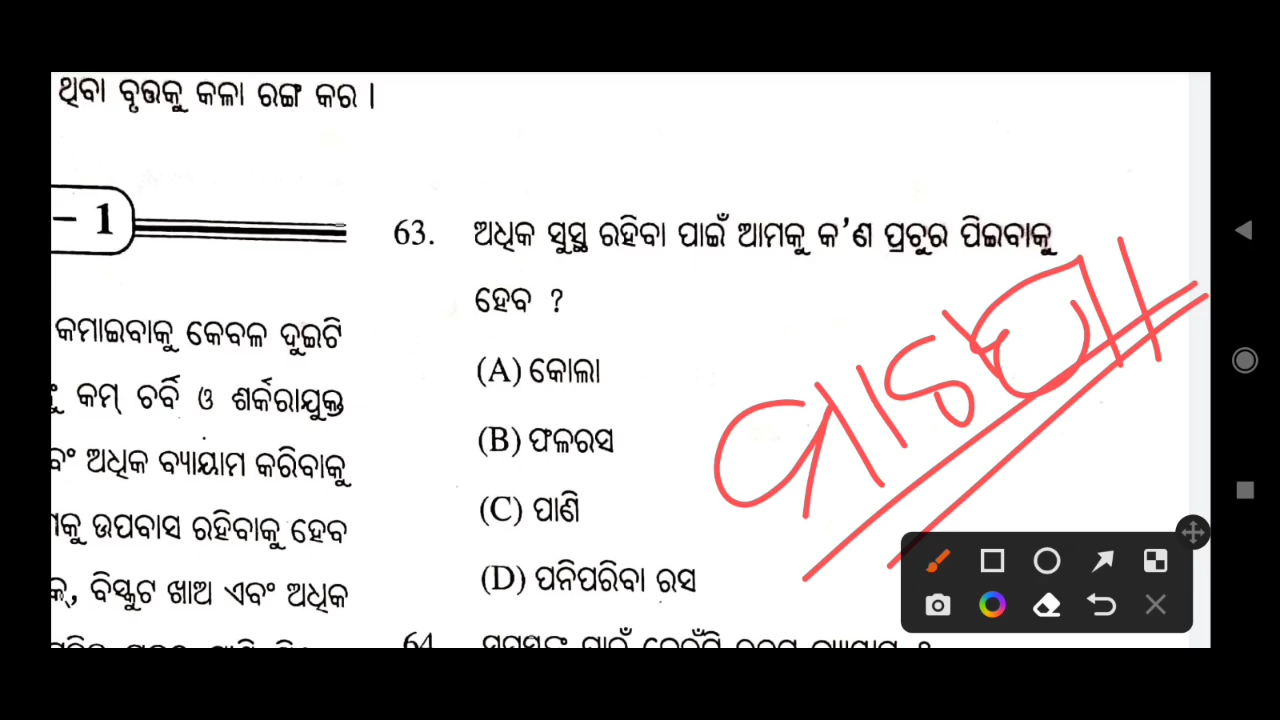 ଥିବା ବୃତ୍ତକୁ କଳା ରଙ୍ଗ କର ।
– 1
63. ଅଧିକ ସୁସ୍ଥ ରହିବା ପାଇଁ ଆମକୁ କ'ଣ ପ୍ରଚୁର ପିଇବାକୁ
ହେବ ?
(A) କୋଲା
(B) ଫଳରସ
(C) ପାଣି
(D) ପନିପରିବା ରସ
64.
କମାଇବାକୁ କେବଳ ଦୁଇଟି
କମ୍ ଚର୍ବି ଓ ଶର୍କରାଯୁକ୍ତ
ଅଧିକ ବ୍ୟାୟାମ କରିବାକୁ
ଉପବାସ ରହିବାକୁ ହେବ
ବିସ୍କୁଟ ଖାଅ ଏବଂ ଅଧିକ